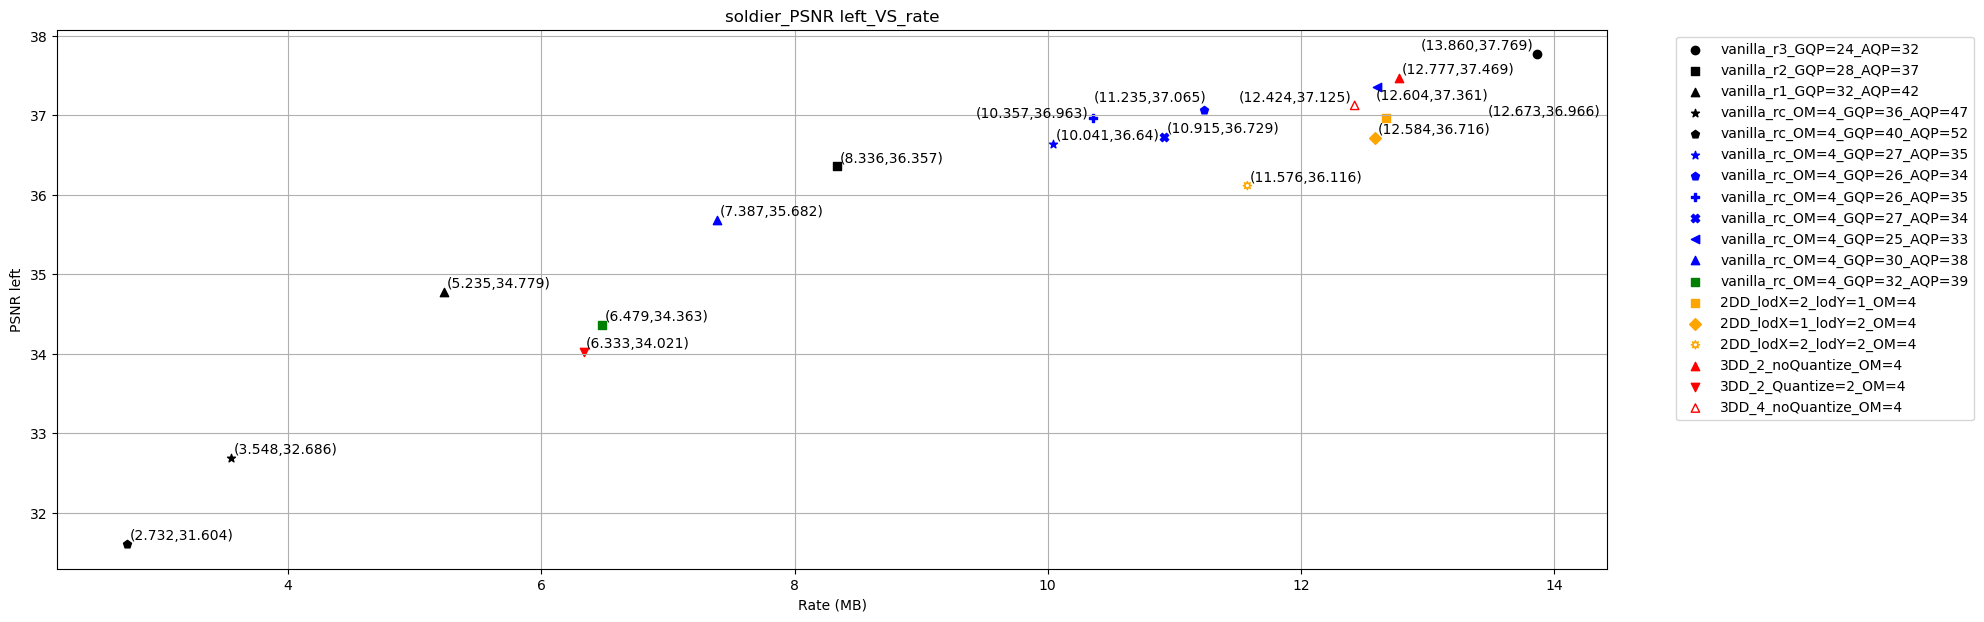 soldier_PSNR left_VS_rate
38
37
36
35
34
33
32
PSNR left
4
6
8
10
12
14
Rate (MB)
(13.860,37.769)
(12.777,37.469)
(11.235,37.065)
(12.424,37.125)
(12.604,37.361)
(10.357,36.963)
(12.673,36.966)
(10.041,36.64)
(10.915,36.729)
(12.584,36.716)
(8.336,36.357)
(11.576,36.116)
(7.387,35.682)
(5.235,34.779)
(6.479,34.363)
(6.333,34.021)
(3.548,32.686)
(2.732,31.604)
vanilla_r3_GQP=24_AQP=32
vanilla_r2_GQP=28_AQP=37
vanilla_r1_GQP=32_AQP=42
vanilla_rc_OM=4_GQP=36_AQP=47
vanilla_rc_OM=4_GQP=40_AQP=52
vanilla_rc_OM=4_GQP=27_AQP=35
vanilla_rc_OM=4_GQP=26_AQP=34
vanilla_rc_OM=4_GQP=26_AQP=35
vanilla_rc_OM=4_GQP=27_AQP=34
vanilla_rc_OM=4_GQP=25_AQP=33
vanilla_rc_OM=4_GQP=30_AQP=38
vanilla_rc_OM=4_GQP=32_AQP=39
2DD_lodX=2_lodY=1_OM=4
2DD_lodX=1_lodY=2_OM=4
2DD_lodX=2_lodY=2_OM=4
3DD_2_noQuantize_OM=4
3DD_2_Quantize=2_OM=4
3DD_4_noQuantize_OM=4